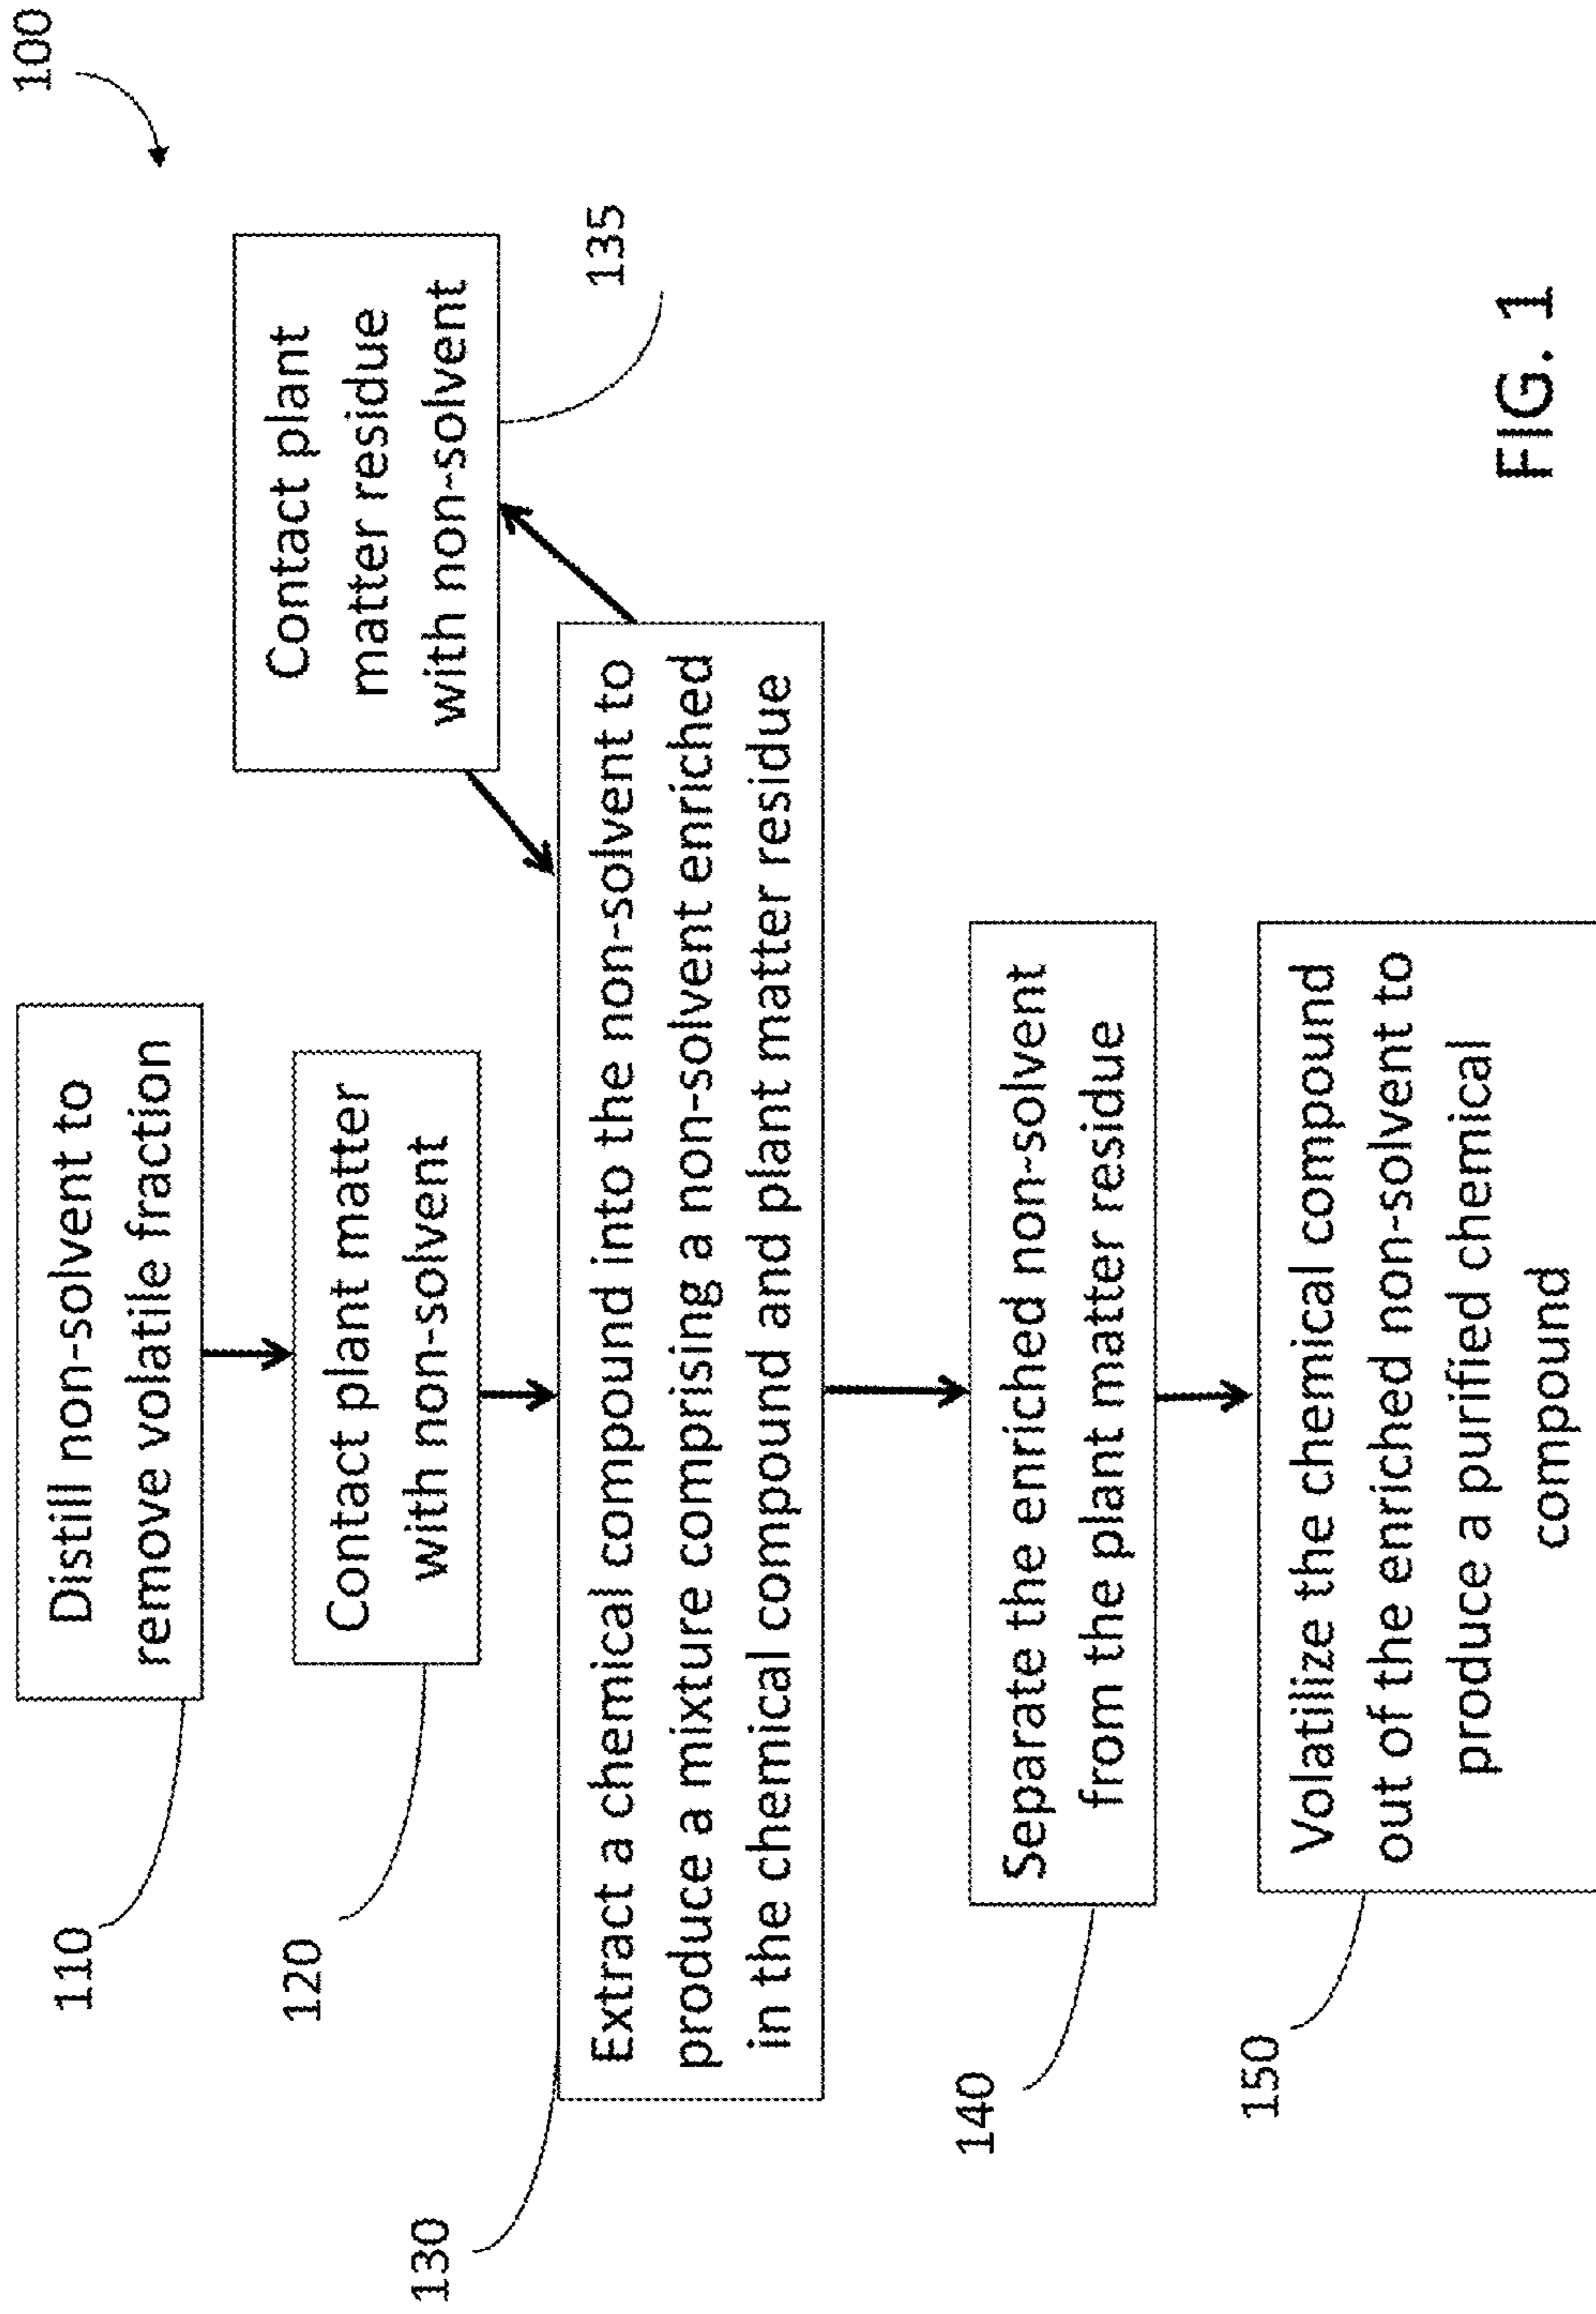 100
110
Distill non-solvent to
remove volatile fraction
120
Contact plant matter
with non-solvent
Contact plant
matter residue
with non-solvent
135
130
Extract a chemical compound into the non-solvent to
produce a mixture comprising a non-solvent enriched
in the chemical compound and plant matter residue
140
Separate the enriched non-solvent
from the plant matter residue
150
Volatilize the chemical compound
out of the enriched non-solvent to
produce a purified chemical
compound
FIG. 1